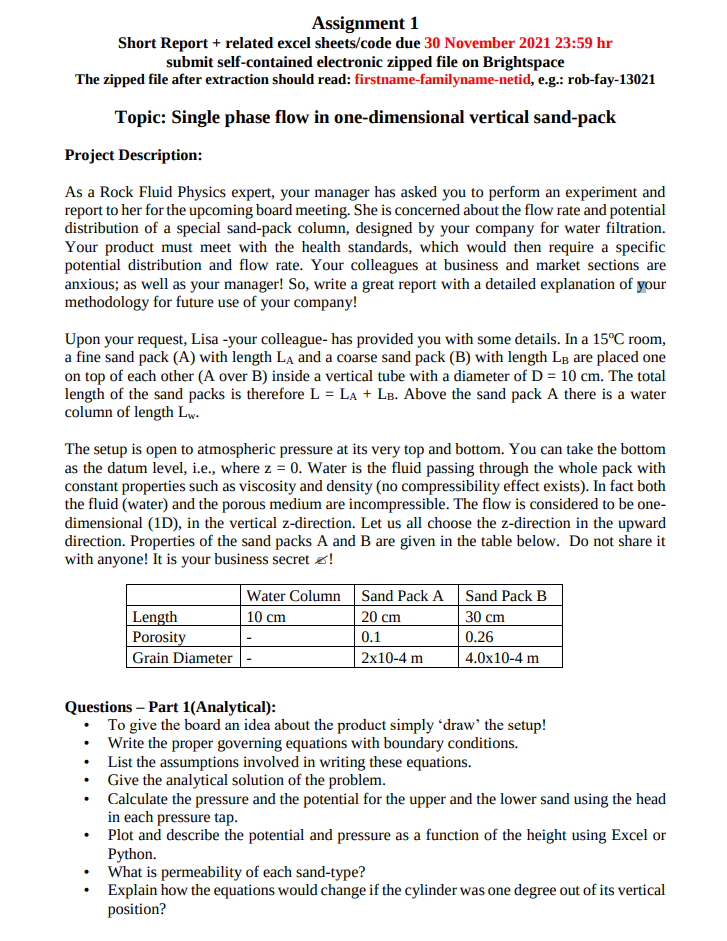 Assignment 1
Short Report + related excel sheets/code due 30 November 2021 23:59 hr
submit self-contained electronic zipped file on Brightspace
The zipped file after extraction should read: firstname-familyname-netid, e.g.: rob-fay-13021
Topic: Single phase flow in one-dimensional vertical sand-pack
Project Description:
As a Rock Fluid Physics expert, your manager has asked you to perform an experiment and
report to her for the upcoming board meeting. She is concerned about the flow rate and potential
distribution of a special sand-pack column, designed by your company for water filtration.
Your product must meet with the health standards, which would then require a specific
potential distribution and flow rate. Your colleagues at business and market sections are
anxious; as well as your manager! So, write a great report with a detailed explanation of your
methodology for future use of your company!
Upon your request, Lisa -your colleague- has provided you with some details. In a 15ºC room,
a fine sand pack (A) with length LA and a coarse sand pack (B) with length LB are placed one
on top of each other (A over B) inside a vertical tube with a diameter of D = 10 cm. The total
length of the sand packs is therefore L = LA + LB. Above the sand pack A there is a water
column of length Lw.
The setup is open to atmospheric pressure at its very top and bottom. You can take the bottom
as the datum level, i.e., where z = 0. Water is the fluid passing through the whole pack with
constant properties such as viscosity and density (no compressibility effect exists). In fact both
the fluid (water) and the porous medium are incompressible. The flow is considered to be one-
dimensional (1D), in the vertical z-direction. Let us all choose the z-direction in the upward
direction. Properties of the sand packs A and B are given in the table below. Do not share it
with anyone! It is your business secret !
Water Column Sand Pack A Sand Pack B
Length 10 cm 20 cm 30 cm
Porosity - 0.1 0.26
Grain Diameter - 2x10-4 m 4.0x10-4 m
Questions – Part 1(Analytical):
• To give the board an idea about the product simply ‘draw’ the setup!
• Write the proper governing equations with boundary conditions.
• List the assumptions involved in writing these equations.
• Give the analytical solution of the problem.
• Calculate the pressure and the potential for the upper and the lower sand using the head
in each pressure tap.
• Plot and describe the potential and pressure as a function of the height using Excel or
Python.
• What is permeability of each sand-type?
• Explain how the equations would change if the cylinder was one degree out of its vertical
position?